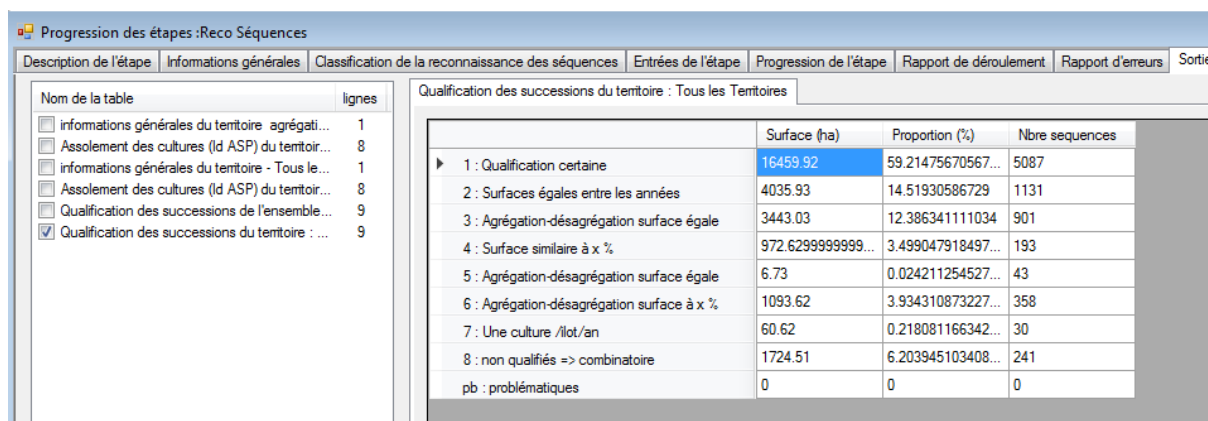 Progression des étapes :Reco Séquences
Description de l'étape Informations générales Classification de la reconnaissance des séquences Entrées de l'étape Progression de l'étape Rapport de déroulement Rapport d'erreurs Sortie
Nom de la table lignes
informations générales du territoire agrégati... 1
Assolement des cultures (Id ASP) du territoir... 8
informations générales du territoire - Tous le... 1
Assolement des cultures (Id ASP) du territoir... 8
Qualification des successions de l'ensemble... 9
Qualification des successions du territoire : ... 9
Qualification des successions du territoire : Tous les Territoires
Surface (ha) Proportion (%) Nbre sequences
1 : Qualification certaine 16459.92 59.21475670567... 5087
2 : Surfaces égales entre les années 4035.93 14.51930586729 1131
3 : Agrégation-désagrégation surface égale 3443.03 12.386341111034 901
4 : Surface similaire à x % 972.6299999999... 3.499047918497... 193
5 : Agrégation-désagrégation surface égale 6.73 0.024211254527... 43
6 : Agrégation-désagrégation surface à x % 1093.62 3.934310873227... 358
7 : Une culture /ilot/an 60.62 0.218081166342... 30
8 : non qualifiés => combinatoire 1724.51 6.203945103408... 241
pb : problématiques 0 0 0